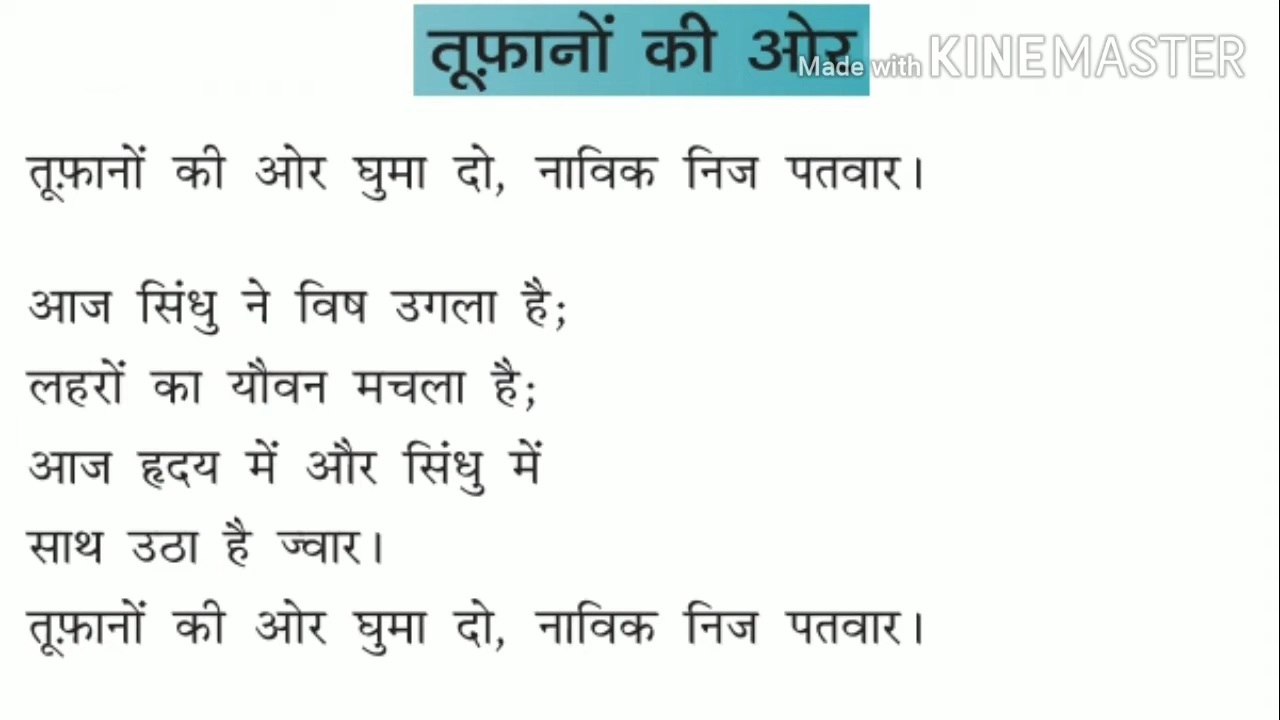 तूफ़ानों की ओर
Made with KINEMASTER
तूफ़ानों की ओर घुमा दो, नाविक निज पतवार।
आज सिंधु ने विष उगला है;
लहरों का यौवन मचला है;
आज हृदय में और सिंधु में
साथ उठा है ज्वार।
तूफ़ानों की ओर घुमा दो, नाविक निज पतवार।